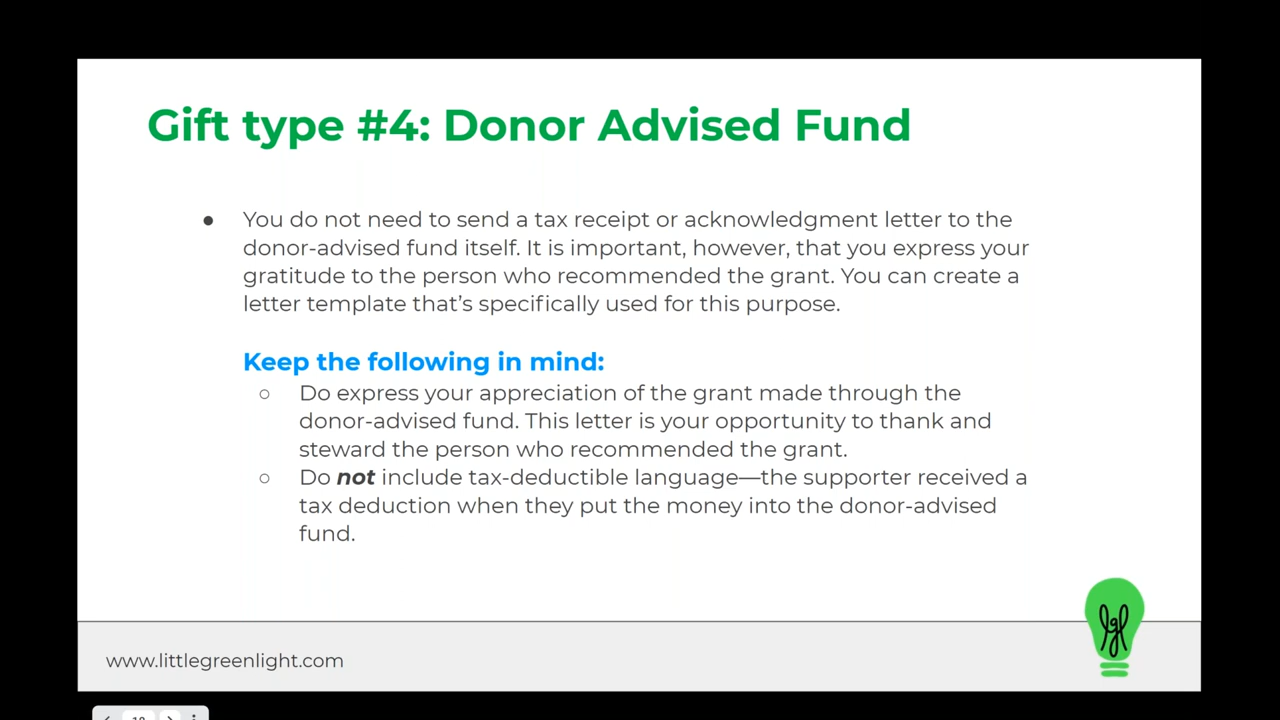 Gift type #4: Donor Advised Fund
● You do not need to send a tax receipt or acknowledgment letter to the
donor-advised fund itself. It is important, however, that you express your
gratitude to the person who recommended the grant. You can create a
letter template that’s specifically used for this purpose.
Keep the following in mind:
○ Do express your appreciation of the grant made through the
donor-advised fund. This letter is your opportunity to thank and
steward the person who recommended the grant.
○ Do not include tax-deductible language—the supporter received a
tax deduction when they put the money into the donor-advised
fund.
lgl
www.littlegreenlight.com